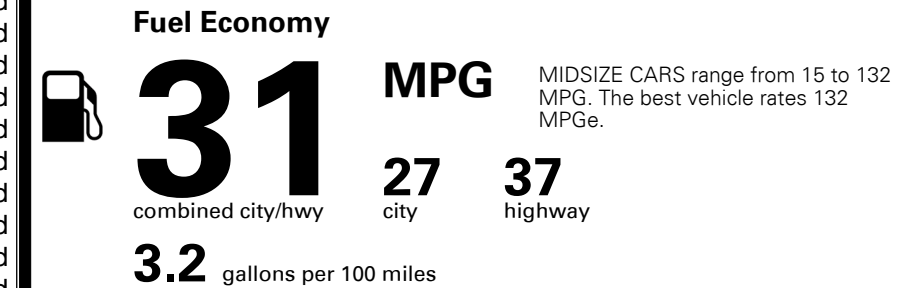 Fuel Economy
31 MPG
MIDSIZE CARS range from 15 to 132
MPG. The best vehicle rates 132
MPGe.
27 37
combined city/hwy city highway
3.2 gallons per 100 miles